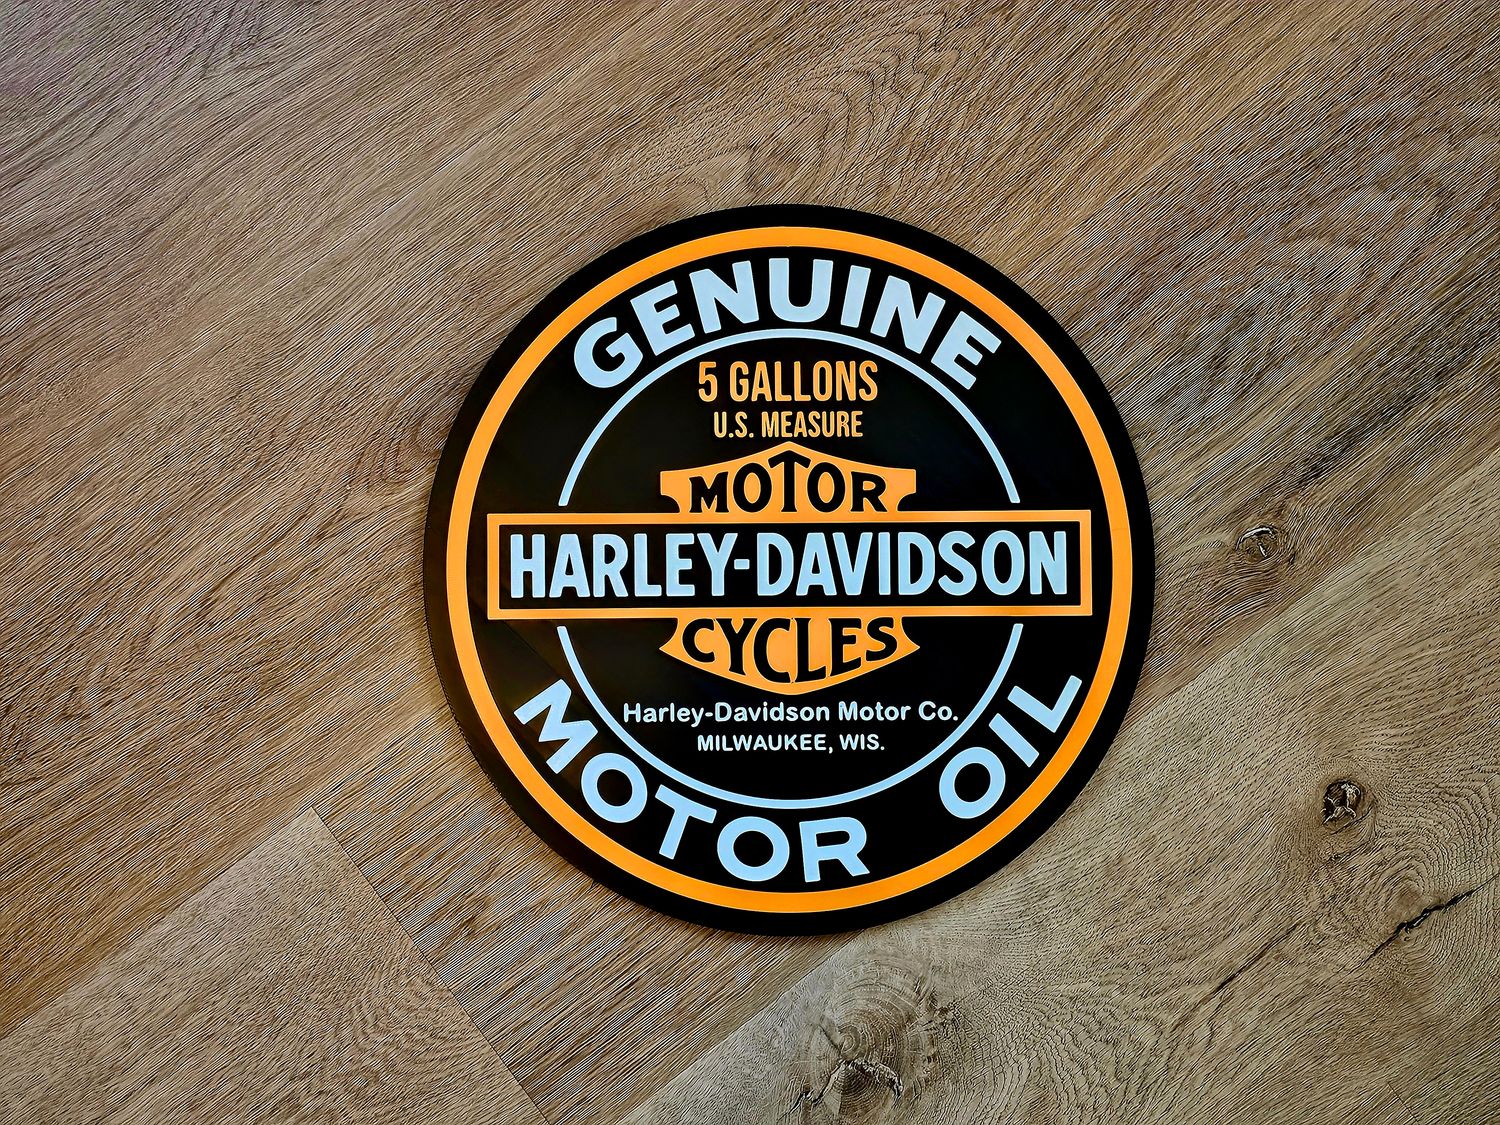 GENUINE
5 GALLONS
U.S. MEASURE
MOTOR
HARLEY-DAVIDSON
CYCLES
Harley-Davidson Motor Co.
MILWAUKEE, WIS.
MOTOR OIL